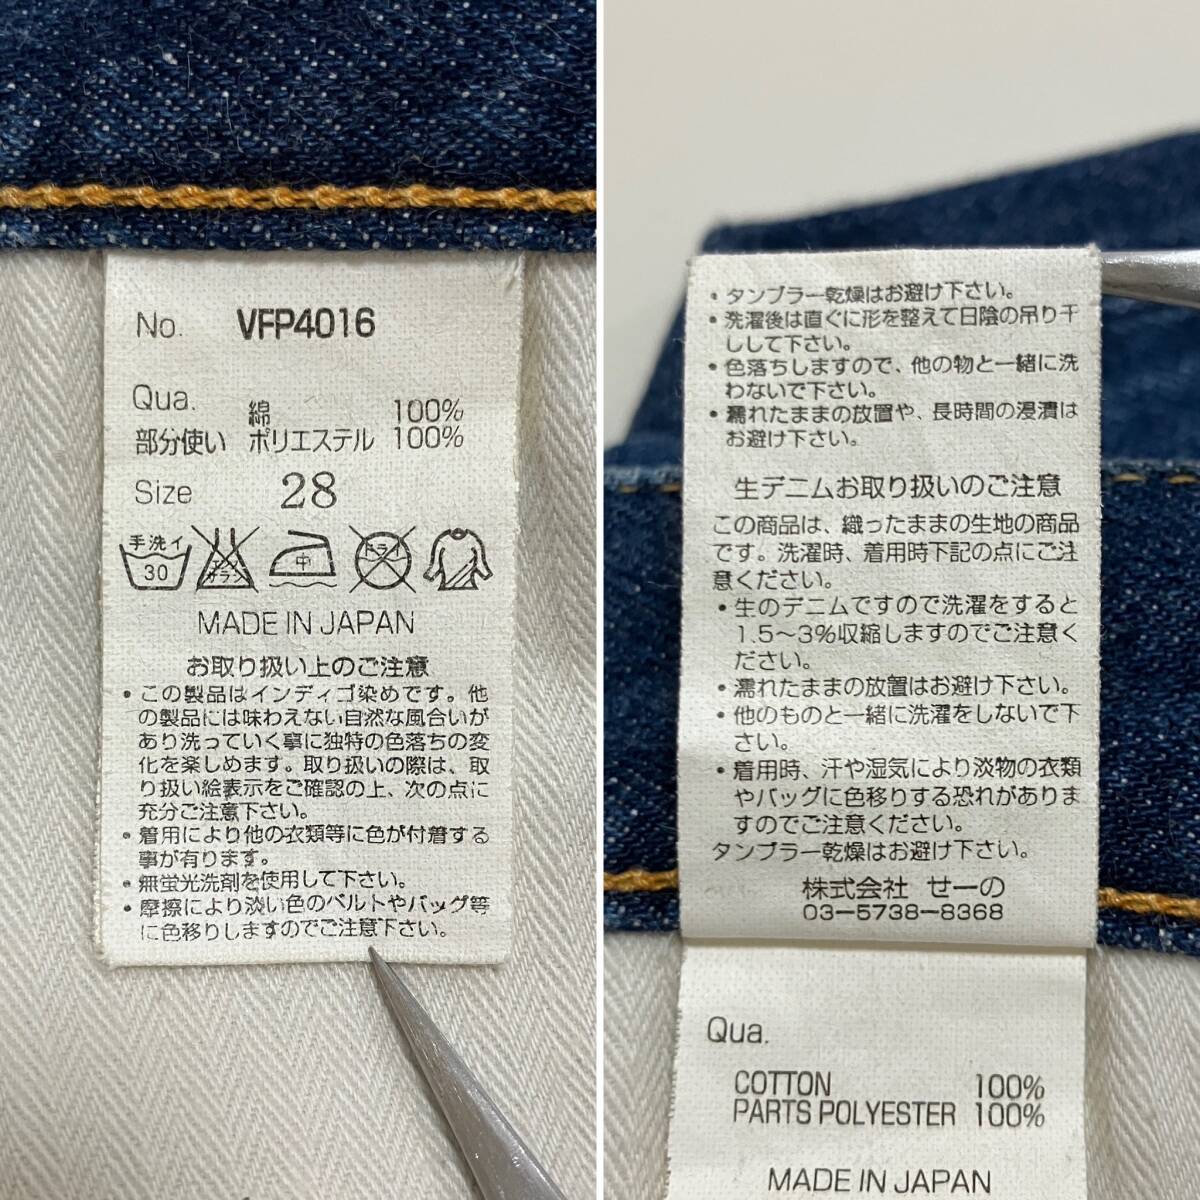 No. VFP4016
Qua. 綿 100%
部分使い ポリエステル 100%
Size 28
手洗イ
30
エンソ
サラシ
中
ドライ
MADE IN JAPAN
お取り扱い上のご注意
・この製品はインディゴ染めです。他
の製品には味わえない自然な風合いが
あり洗っていく事に独特の色落ちの変
化を楽しめます。取り扱いの際は、取
り扱い絵表示をご確認の上、次の点に
充分ご注意下さい。
・着用により他の衣類等に色が付着する
事が有ります。
・無蛍光洗剤を使用して下さい。
・摩擦により淡い色のベルトやバッグ等
に色移りしますのでご注意下さい。
・タンブラー乾燥はお避け下さい。
・洗濯後は直ぐに形を整えて日陰の吊り干
しして下さい。
・色落ちしますので、他の物と一緒に洗
わないで下さい。
・濡れたままの放置や、長時間の浸漬は
お避け下さい。
生デニムお取り扱いのご注意
この商品は、織ったままの生地の商品
です。洗濯時、着用時下記の点にご注
意ください。
・生のデニムですので洗濯をすると
1.5～3%収縮しますのでご注意く
ださい。
・濡れたままの放置はお避け下さい。
・他のものと一緒に洗濯をしないで下
さい。
・着用時、汗や湿気により淡物の衣類
やバッグに色移りする恐れがありま
すのでご注意ください。
タンブラー乾燥はお避け下さい。
株式会社 せーの
03-5738-8368
Qua.
COTTON 100%
PARTS POLYESTER 100%
MADE IN JAPAN